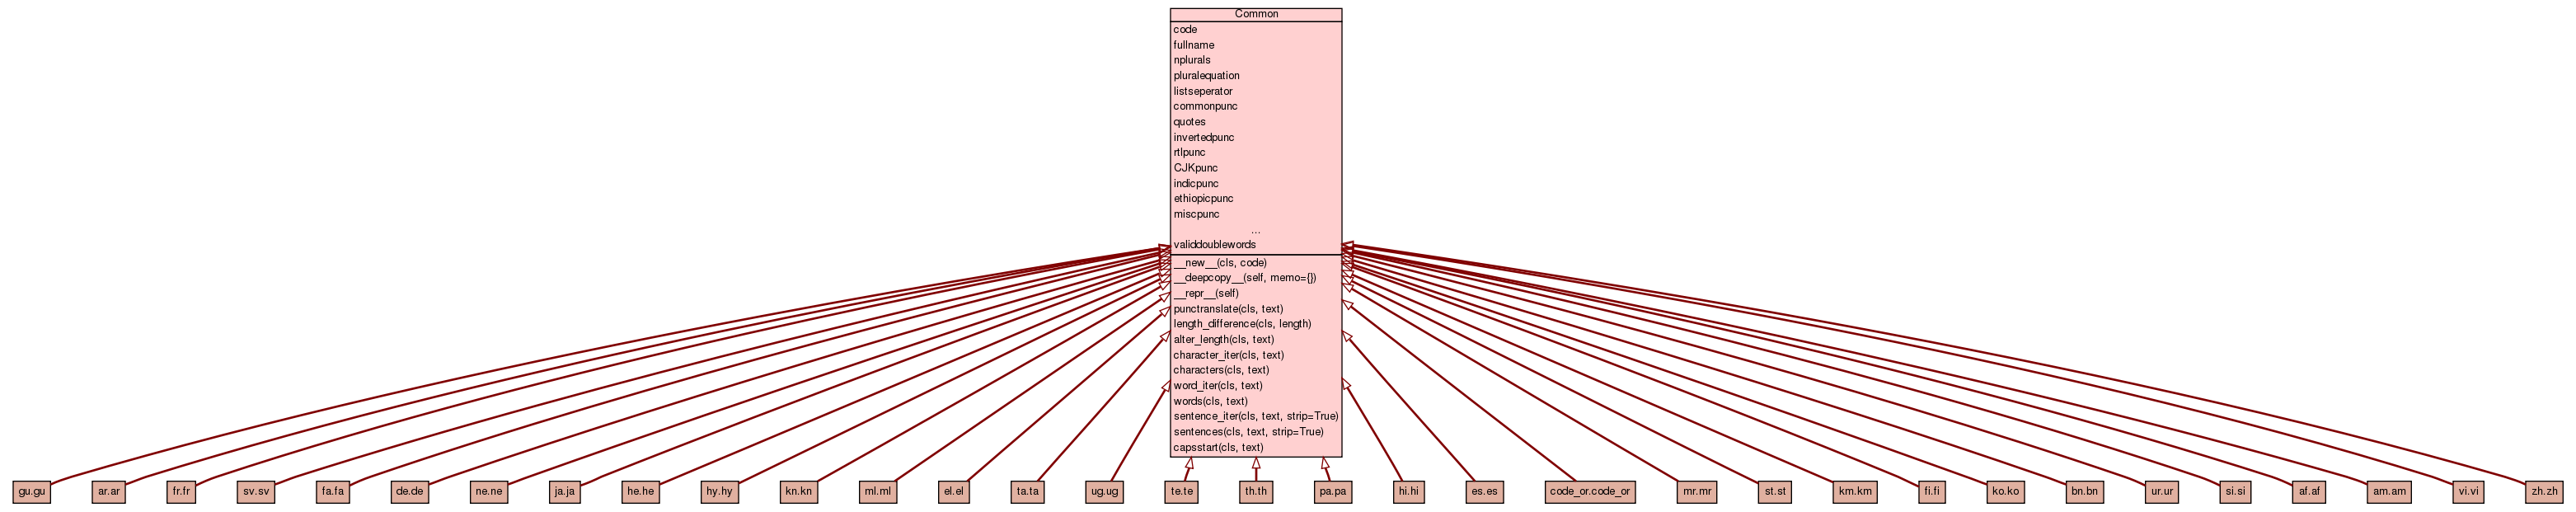 Common
code
fullname
nplurals
pluralequation
listseperator
commonpunc
quotes
invertedpunc
rtlpunc
CJKpunc
indicpunc
ethiopicpunc
miscpunc
...
validdoublewords
__new__(cls, code)
__deepcopy__(self, memo={})
__repr__(self)
punctranslate(cls, text)
length_difference(cls, length)
alter_length(cls, text)
character_iter(cls, text)
characters(cls, text)
word_iter(cls, text)
words(cls, text)
sentence_iter(cls, text, strip=True)
sentences(cls, text, strip=True)
capsstart(cls, text)
gu.gu ar.ar fr.fr sv.sv fa.fa de.de ne.ne ja.ja he.he hy.hy kn.kn ml.ml el.el ta.ta ug.ug te.te th.th pa.pa hi.hi es.es code_or.code_or mr.mr st.st km.km fi.fi ko.ko bn.bn ur.ur si.si af.af am.am vi.vi zh.zh